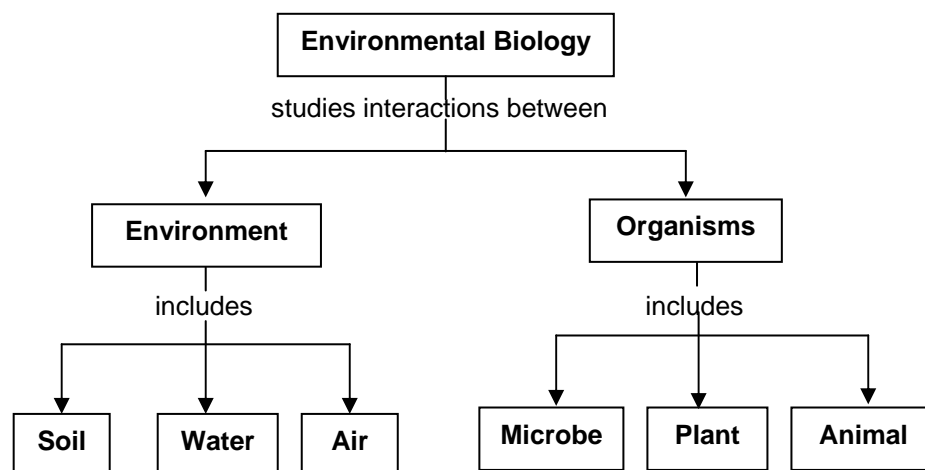 Environmental Biology
studies interactions between
Environment
Organisms
includes
includes
Soil
Water
Air
Microbe
Plant
Animal